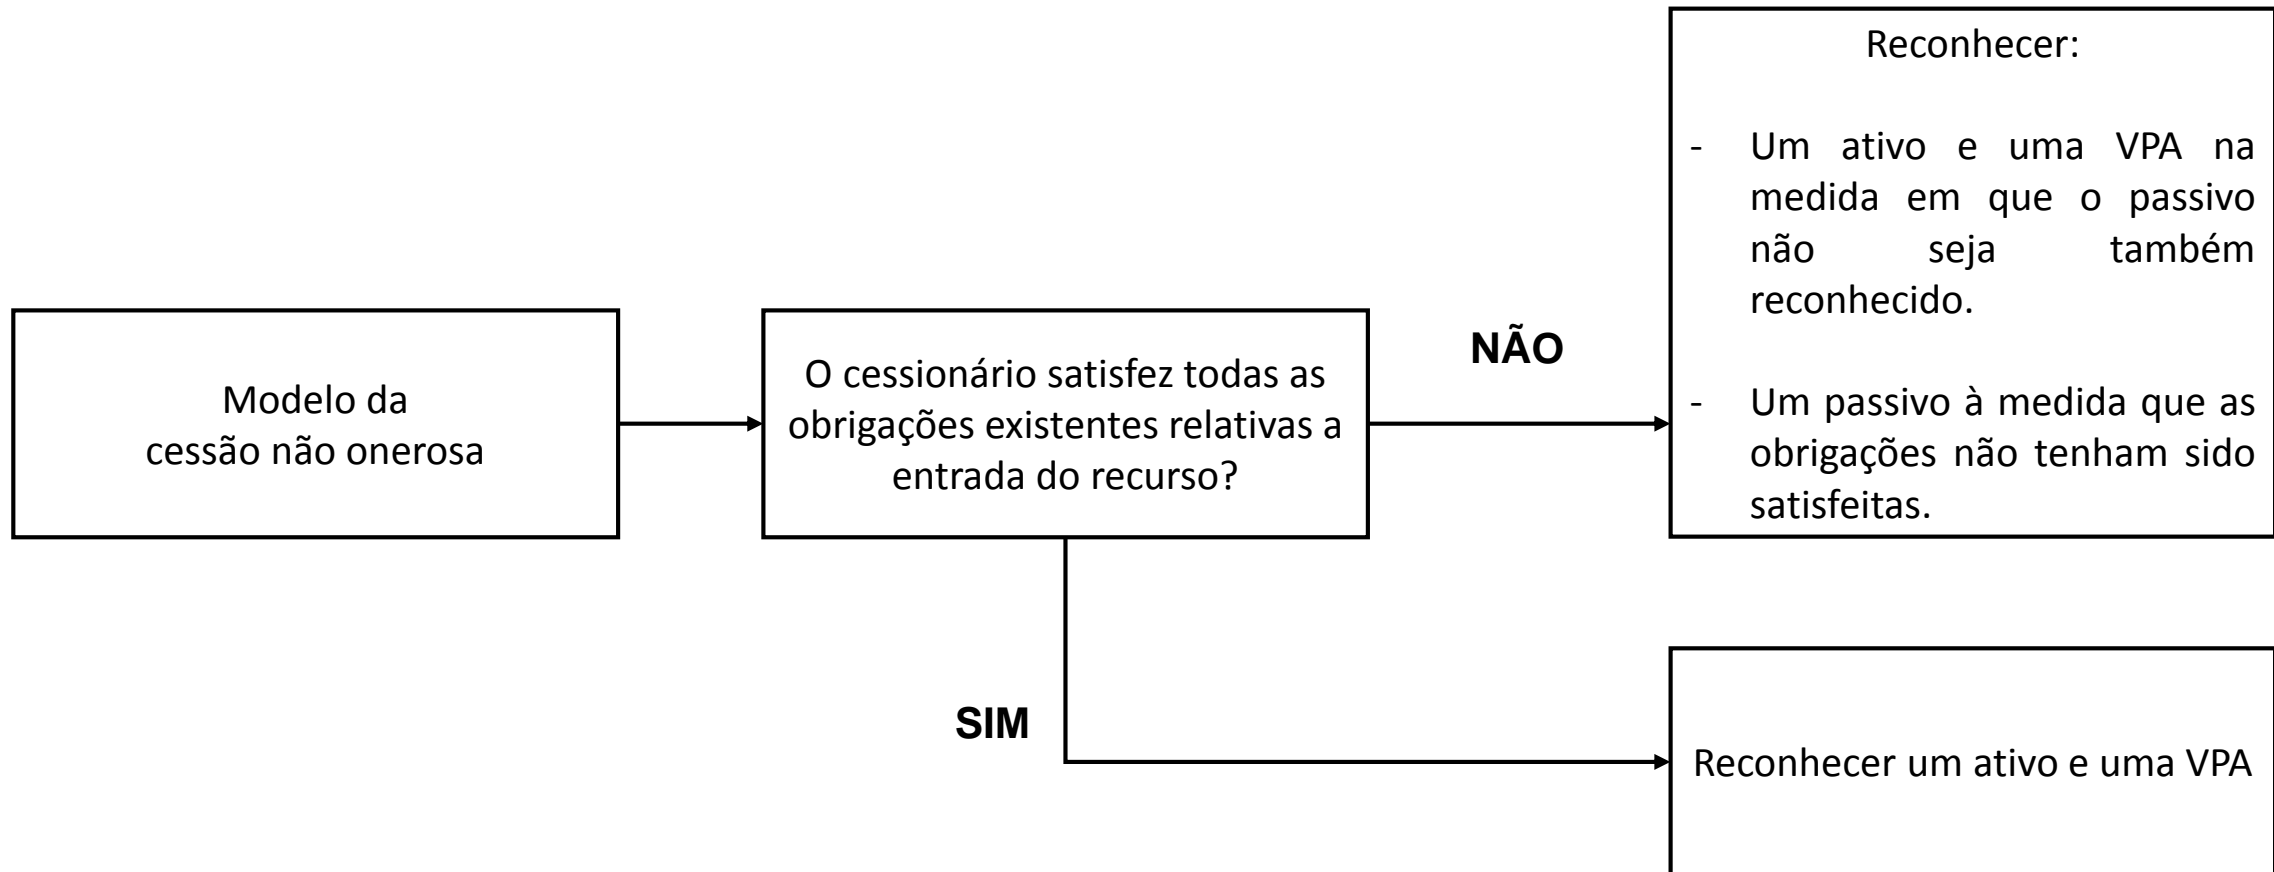 Modelo da
cessão não onerosa
O cessionário satisfez todas as
obrigações existentes relativas a
entrada do recurso?
NÃO
Reconhecer:
- Um ativo e uma VPA na
medida em que o passivo
não seja também
reconhecido.
- Um passivo à medida que as
obrigações não tenham sido
satisfeitas.
SIM
Reconhecer um ativo e uma VPA